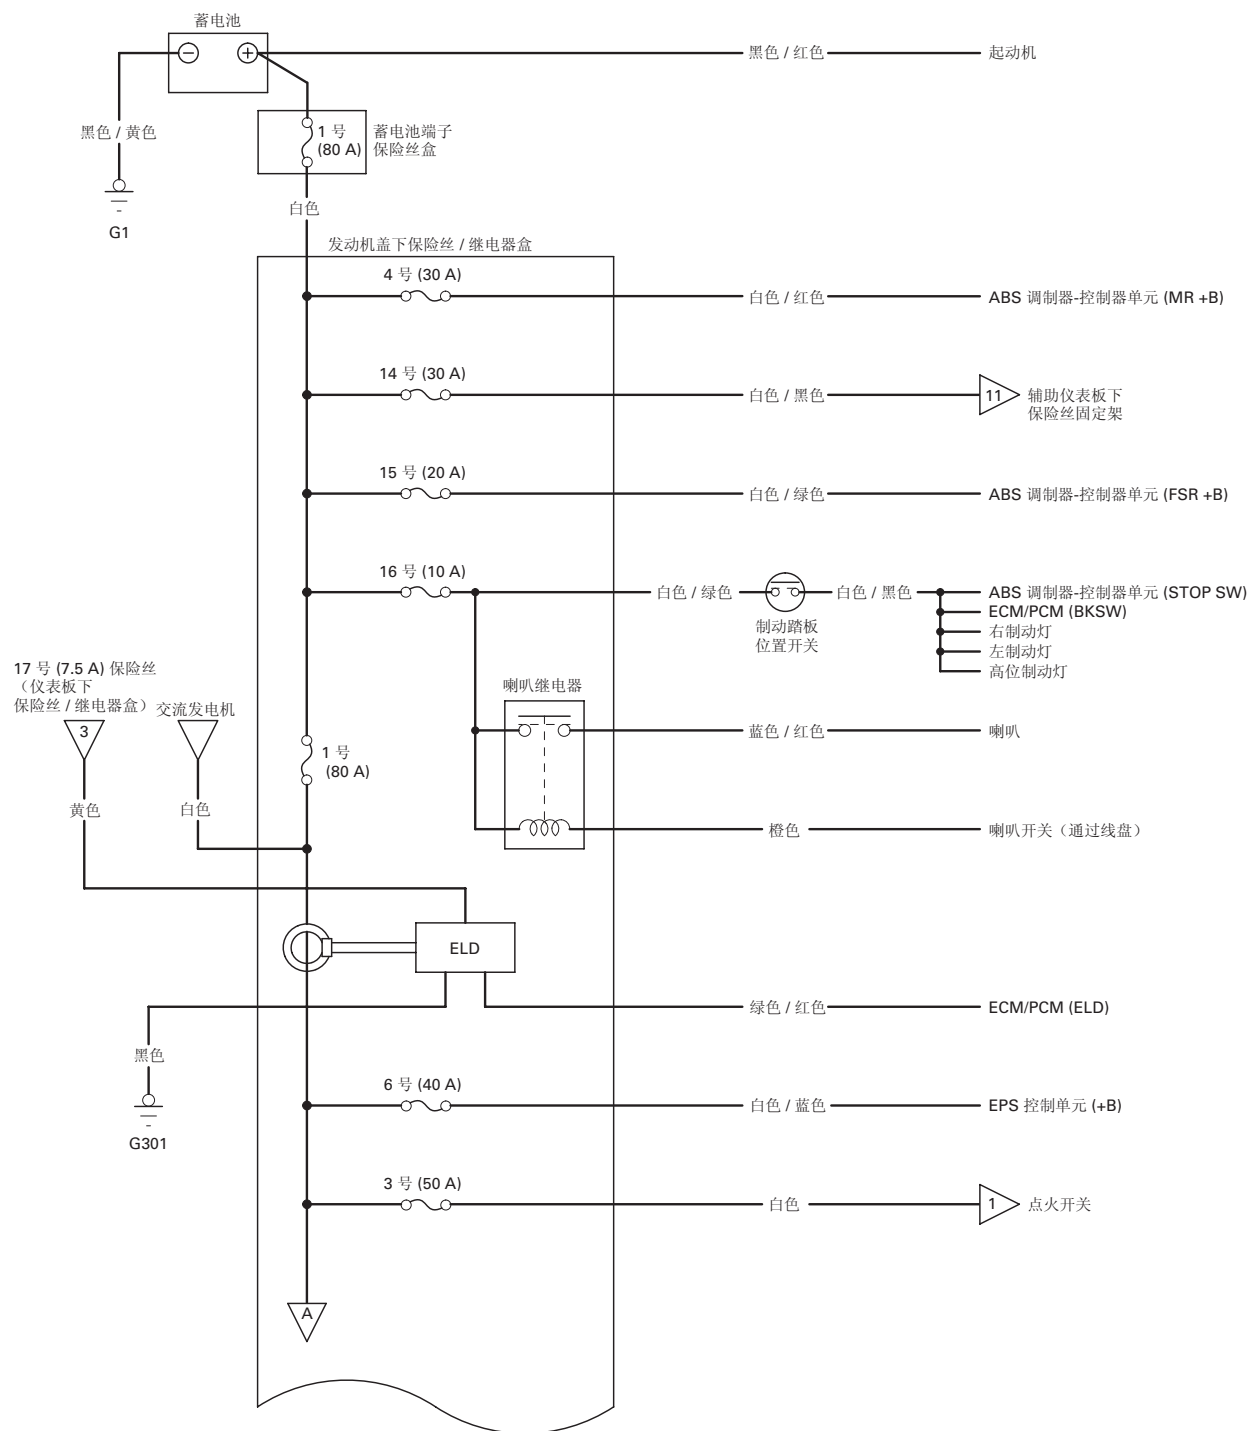 蓄电池
黑色 / 红色
起动机
黑色 / 黄色
1 号
(80 A)
蓄电池端子
保险丝盒
白色
G1
发动机盖下保险丝 / 继电器盒
4 号 (30 A)
白色 / 红色
ABS 调制器-控制器单元 (MR +B)
14 号 (30 A)
白色 / 黑色
11
辅助仪表板下
保险丝固定架
15 号 (20 A)
白色 / 绿色
ABS 调制器-控制器单元 (FSR +B)
16 号 (10 A)
白色 / 绿色
制动踏板
位置开关
白色 / 黑色
ABS 调制器-控制器单元 (STOP SW)
ECM/PCM (BKSW)
右制动灯
左制动灯
高位制动灯
17 号 (7.5 A) 保险丝
（仪表板下
保险丝 / 继电器盒）
3
交流发电机
喇叭继电器
1 号
(80 A)
蓝色 / 红色
喇叭
黄色
白色
橙色
喇叭开关（通过线盘）
ELD
绿色 / 红色
ECM/PCM (ELD)
黑色
G301
6 号 (40 A)
白色 / 蓝色
EPS 控制单元 (+B)
3 号 (50 A)
白色
1
点火开关
A